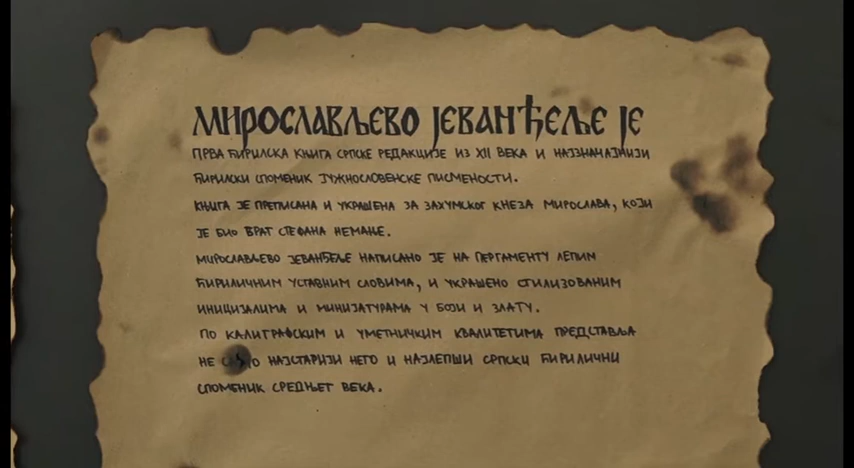 МИРОСЛАВЉЕВО ЈЕВАНЂЕЉЕ ЈЕ
ПРВА ЋИРИЛСКА КЊИГА СРПСКЕ РЕДАКЦИЈЕ ИЗ XII ВЕКА И НАЈЗНАЧАЈНИЈИ
ЋИРИЛСКИ СПОМЕНИК ЈУЖНОСЛОВЕНСКЕ ПИСМЕНОСТИ.
КЊИГА ЈЕ ПРЕПИСАНА И УКРАШЕНА ЗА ЗАХУМСКОГ КНЕЗА МИРОСЛАВА, КОЈИ
ЈЕ БИО БРАТ СТЕФАНА НЕМАЊЕ.
МИРОСЛАВЉЕВО ЈЕВАНЂЕЉЕ НАПИСАНО ЈЕ НА ПЕРГАМЕНТУ ЛЕПИМ
ЋИРИЛИЧНИМ УСТАВНИМ СЛОВИМА, И УКРАШЕНО СТИЛИЗОВАНИМ
ИНИЦИЈАЛИМА И МИНИЈАТУРАМА У БОЈИ И ЗЛАТУ.
ПО КАЛИГРАФСКИМ И УМЕТНИЧКИМ КВАЛИТЕТИМА ПРЕДСТАВЉА
НЕ НАЈСТАРИЈИ НЕГО И НАЈЛЕПШИ СРПСКИ ЋИРИЛИЧНИ
СПОМЕНИК СРЕДЊЕГ ВЕКА.